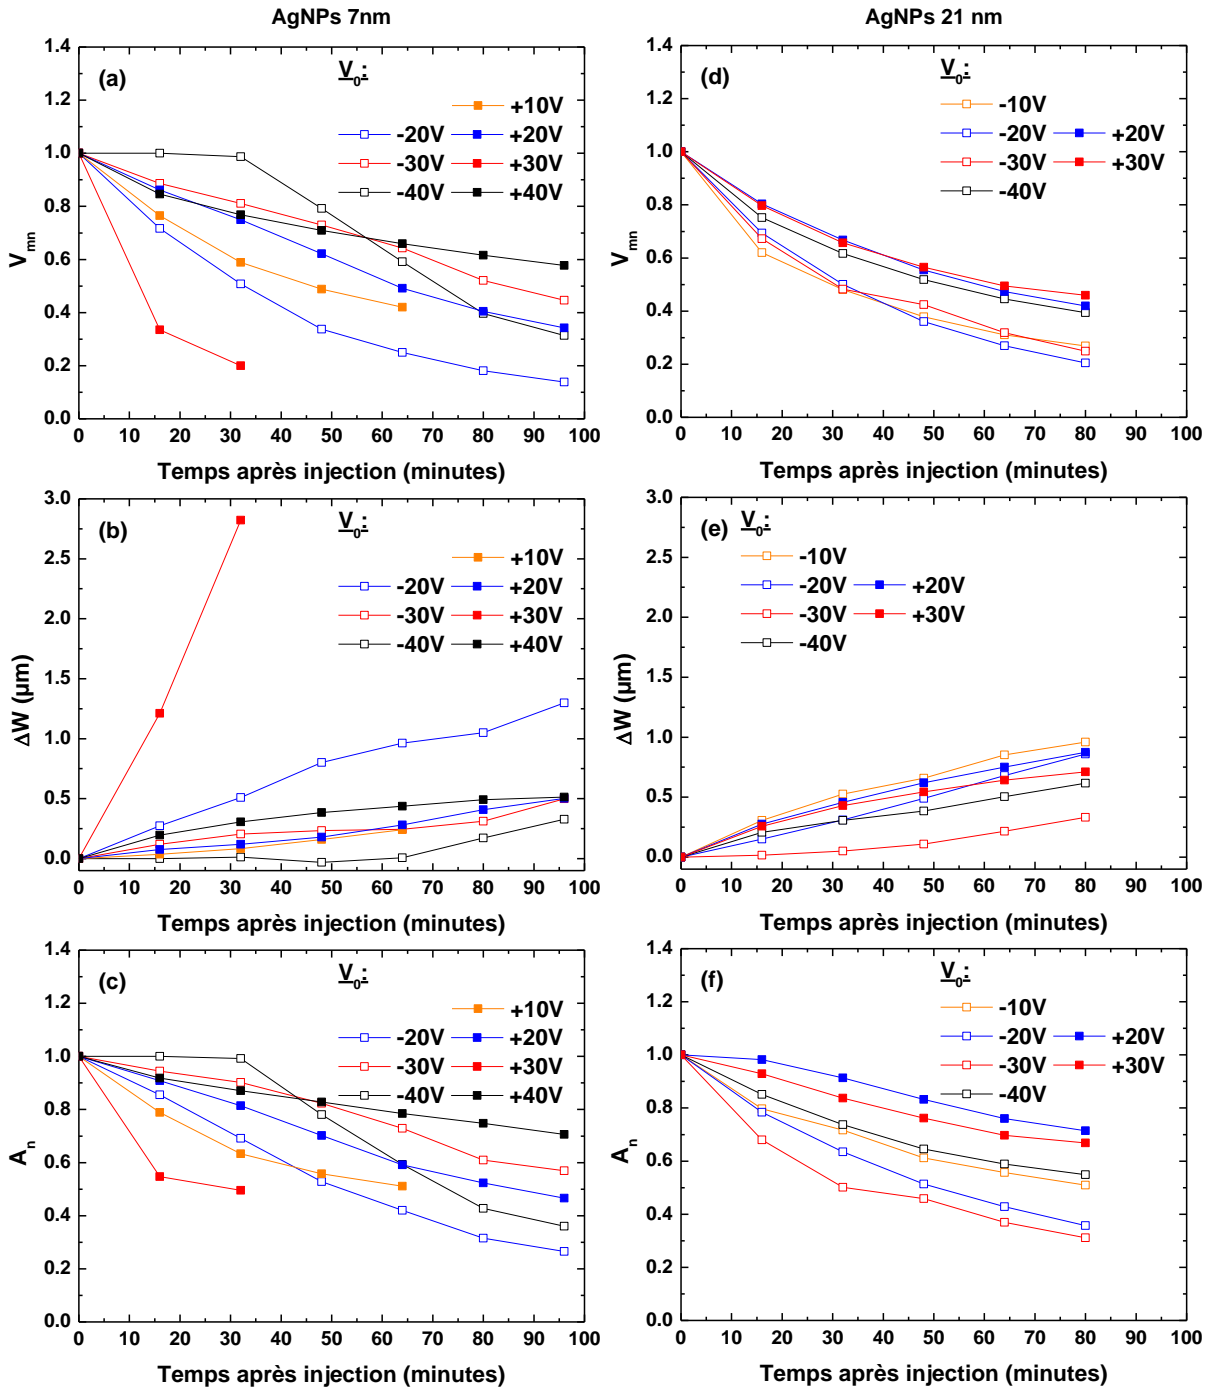 AgNPs 7nm
AgNPs 21 nm
(a)
V0:
+10V
-20V +20V
-30V +30V
-40V +40V
1.4
1.2
1.0
0.8
0.6
0.4
0.2
0.0
Vmn
0 10 20 30 40 50 60 70 80 90 100
Temps après injection (minutes)
(d)
V0:
-10V
-20V +20V
-30V +30V
-40V
1.4
1.2
1.0
0.8
0.6
0.4
0.2
0.0
Vmn
0 10 20 30 40 50 60 70 80 90 100
Temps après injection (minutes)
(b)
V0:
+10V
-20V +20V
-30V +30V
-40V +40V
3.0
2.5
2.0
1.5
1.0
0.5
0.0
ΔW (µm)
0 10 20 30 40 50 60 70 80 90 100
Temps après injection (minutes)
(e)
V0:
-10V
-20V +20V
-30V +30V
-40V
3.0
2.5
2.0
1.5
1.0
0.5
0.0
ΔW (µm)
0 10 20 30 40 50 60 70 80 90 100
Temps après injection (minutes)
(c)
V0:
+10V
-20V +20V
-30V +30V
-40V +40V
1.4
1.2
1.0
0.8
0.6
0.4
0.2
0.0
An
0 10 20 30 40 50 60 70 80 90 100
Temps après injection (minutes)
(f)
V0:
-10V
-20V +20V
-30V +30V
-40V
1.4
1.2
1.0
0.8
0.6
0.4
0.2
0.0
An
0 10 20 30 40 50 60 70 80 90 100
Temps après injection (minutes)